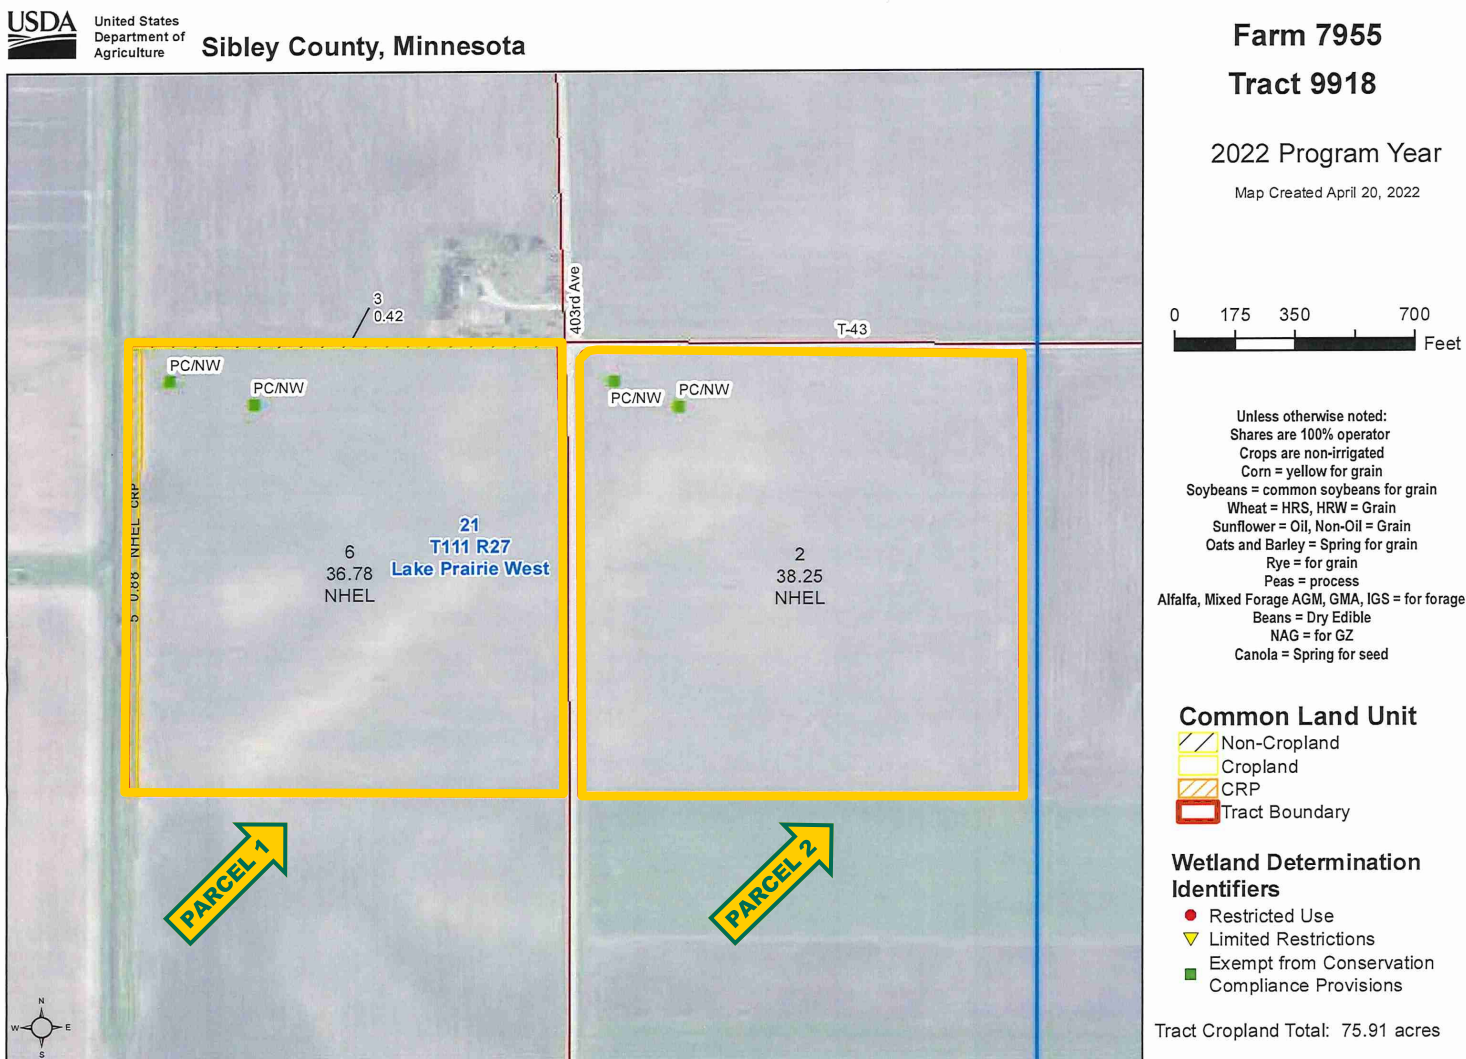 USDA
United States
Department of
Agriculture
Sibley County, Minnesota
Farm 7955
Tract 9918
2022 Program Year
Map Created April 20, 2022
0 175 350 700
Feet
Unless otherwise noted:
Shares are 100% operator
Crops are non-irrigated
Corn = yellow for grain
Soybeans = common soybeans for grain
Wheat = HRS, HRW = Grain
Sunflower = Oil, Non-Oil = Grain
Oats and Barley = Spring for grain
Rye = for grain
Peas = process
Alfalfa, Mixed Forage AGM, GMA, IGS = for forage
Beans = Dry Edible
NAG = for GZ
Canola = Spring for seed
Common Land Unit
Non-Cropland
Cropland
CRP
Tract Boundary
Wetland Determination
Identifiers
Restricted Use
Limited Restrictions
Exempt from Conservation
Compliance Provisions
Tract Cropland Total: 75.91 acres
403rd Ave
T-43
3
0.42
PC/NW
PC/NW
PC/NW
PC/NW
5 0.88 NHEL CRP
6
36.78
NHEL
21
T111 R27
Lake Prairie West
2
38.25
NHEL
PARCEL 1
PARCEL 2
N
W E
S